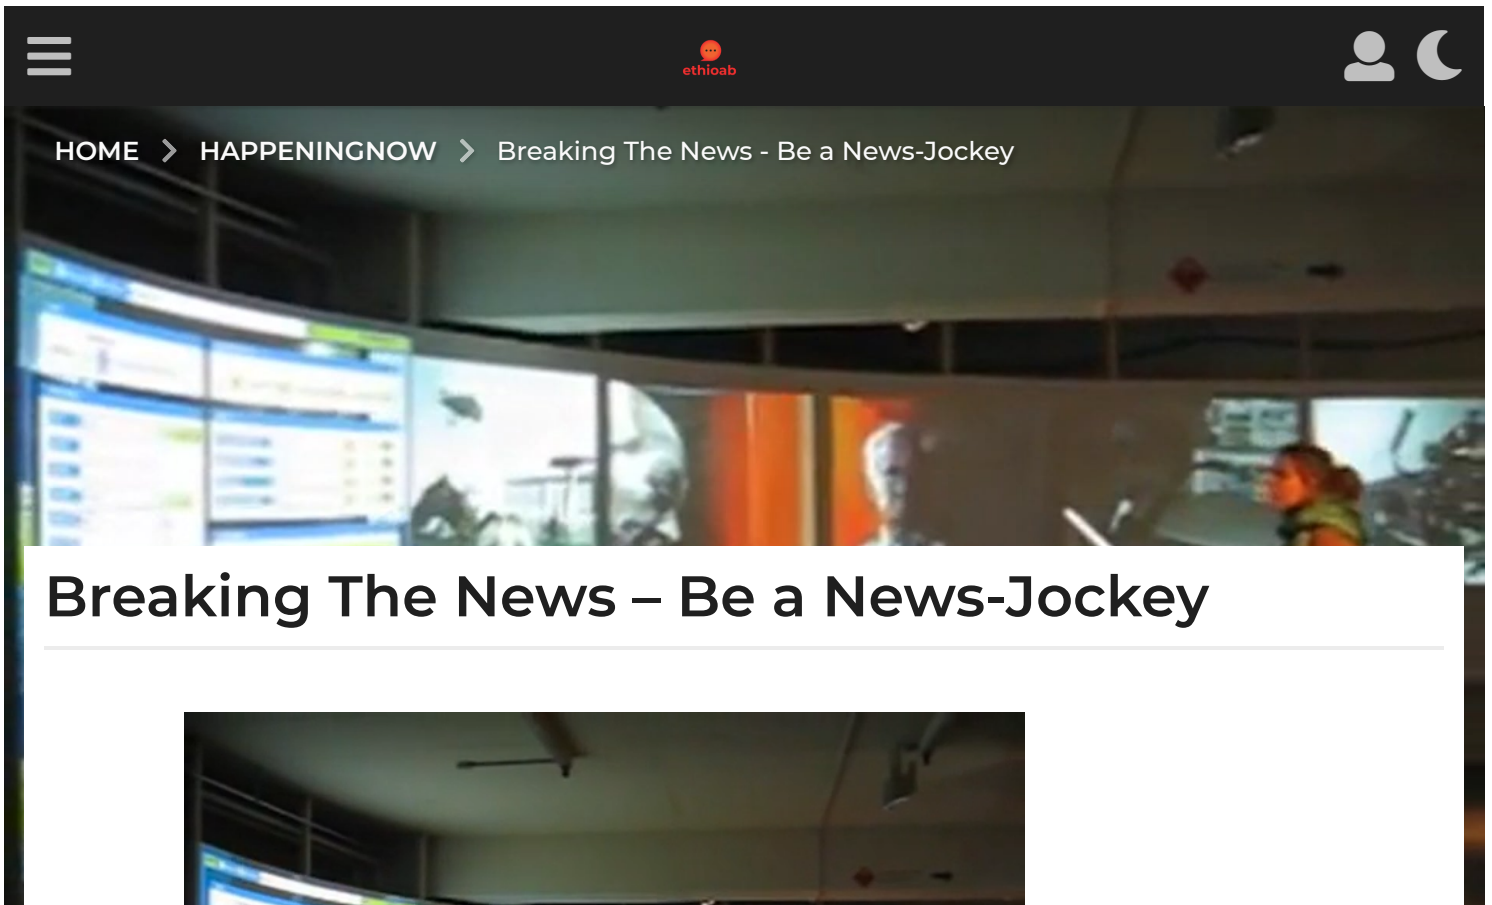 ethioab
HOME > HAPPENINGNOW > Breaking The News - Be a News-Jockey
Breaking The News – Be a News-Jockey